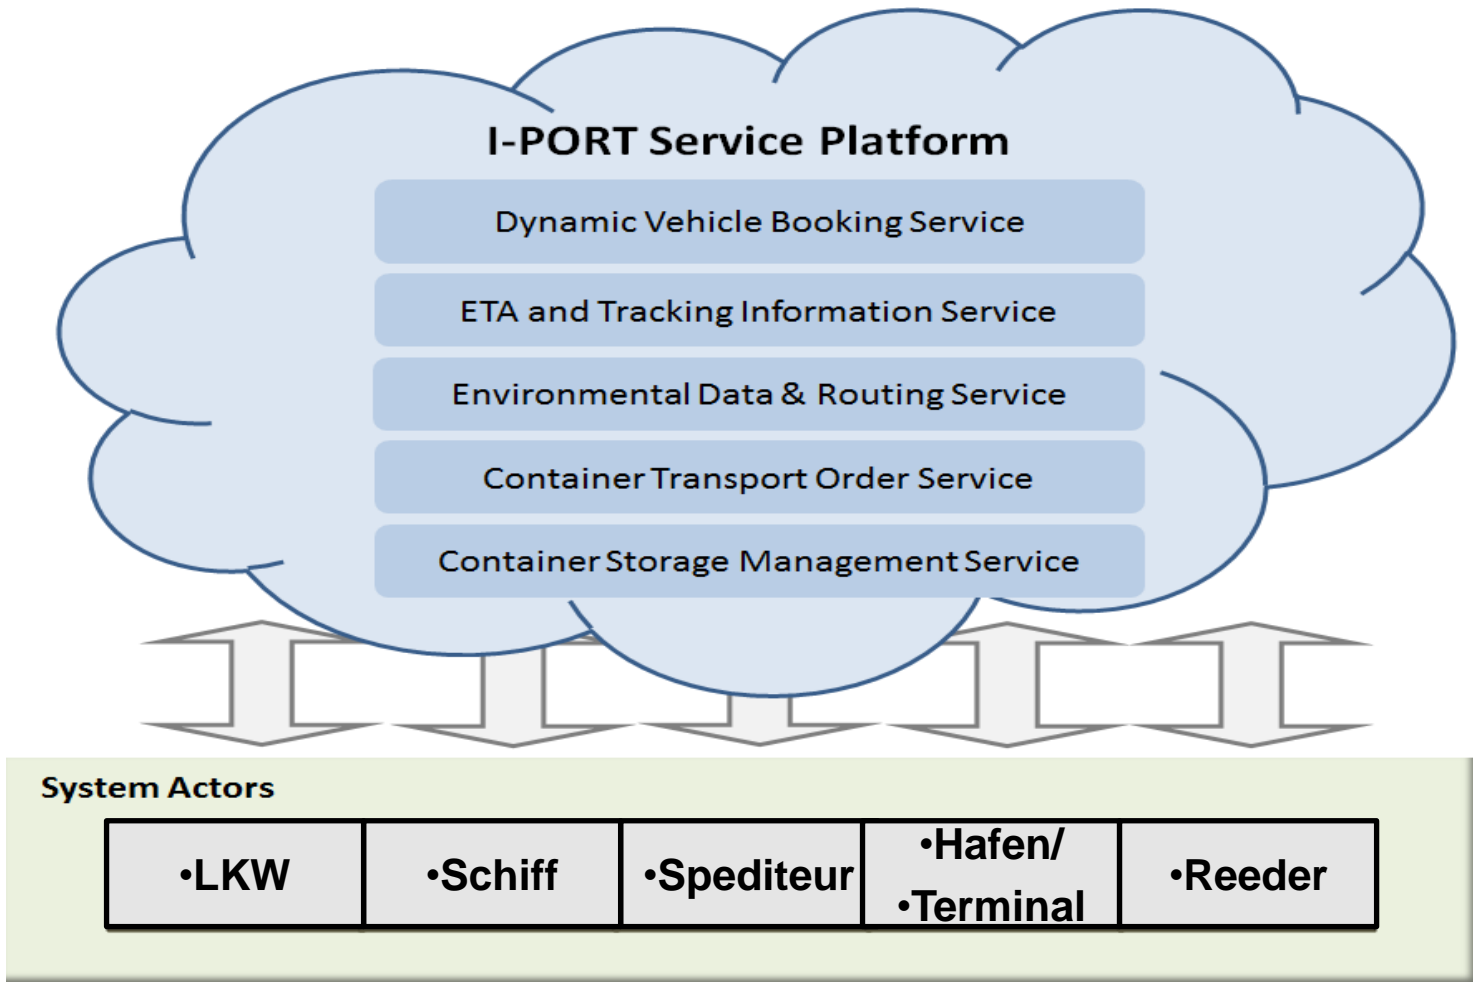 I-PORT Service Platform
Dynamic Vehicle Booking Service
ETA and Tracking Information Service
Environmental Data & Routing Service
Container Transport Order Service
Container Storage Management Service
System Actors
•LKW
•Schiff
•Spediteur
•Hafen/
•Terminal
•Reeder